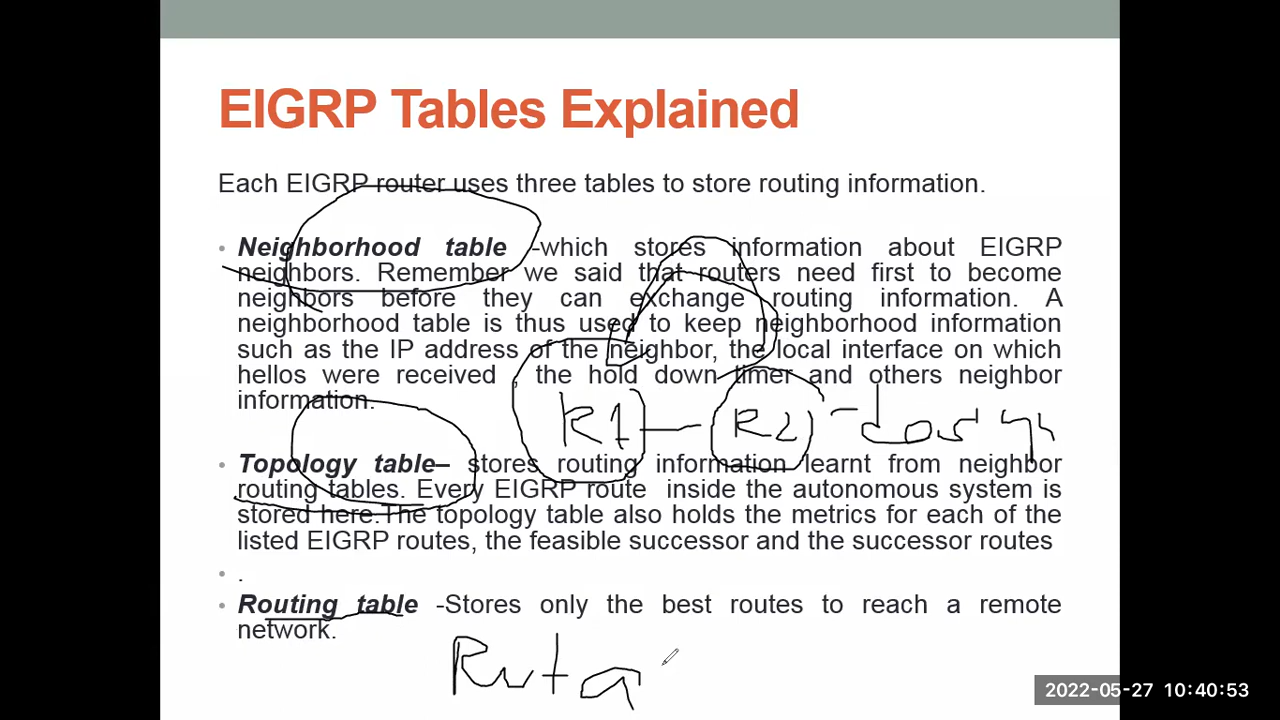 EIGRP Tables Explained
Each EIGRP router uses three tables to store routing information.
• Neighborhood table -which stores information about EIGRP
neighbors. Remember we said that routers need first to become
neighbors before they can exchange routing information. A
neighborhood table is thus used to keep neighborhood information
such as the IP address of the neighbor, the local interface on which
hellos were received , the hold down timer and others neighbor
information.
R1 - R2 -
• Topology table– stores routing information learnt from neighbor
routing tables. Every EIGRP route inside the autonomous system is
stored here.The topology table also holds the metrics for each of the
listed EIGRP routes, the feasible successor and the successor routes
• .
• Routing table -Stores only the best routes to reach a remote
network.
Ruta
2022-05-27 10:40:53